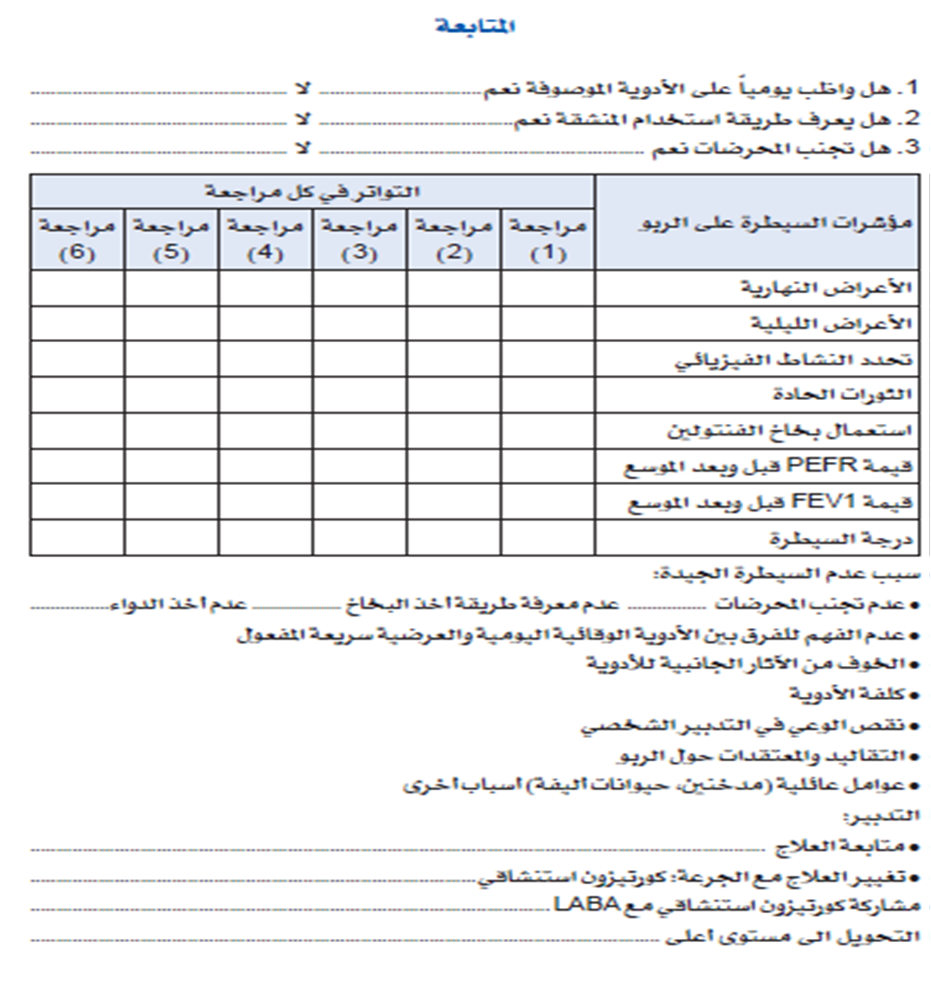 المتابعة
1. هل واظب يومياً على الأدوية الموصوفة نعم .................... لا ....................
2. هل يعرف طريقة استخدام المنشقة نعم .................... لا ....................
3. هل تجنب المحرضات نعم .................... لا ....................
مؤشرات السيطرة على الربو
التواتر في كل مراجعة
مراجعة (1) مراجعة (2) مراجعة (3) مراجعة (4) مراجعة (5) مراجعة (6)
الأعراض النهارية
الأعراض الليلية
تحدد النشاط الفيزيائي
الثورات الحادة
استعمال بخاخ الفنتولين
قيمة PEFR قبل وبعد الموسع
قيمة FEV1 قبل وبعد الموسع
درجة السيطرة
سبب عدم السيطرة الجيدة:
• عدم تجنب المحرضات ............ عدم معرفة طريقة أخذ البخاخ ............ عدم أخذ الدواء ............
• عدم الفهم للفرق بين الأدوية الوقائية اليومية والعرضية سريعة المفعول
• الخوف من الآثار الجانبية للأدوية
• كلفة الأدوية
• نقص الوعي في التدبير الشخصي
• التقاليد والمعتقدات حول الربو
• عوامل عائلية (مدخنين، حيوانات أليفة) أسباب أخرى
التدبير:
• متابعة العلاج ....................
• تغيير العلاج مع الجرعة: كورتيزون استنشاقي ....................
مشاركة كورتيزون استنشاقي مع LABA ....................
التحويل الى مستوى أعلى ....................